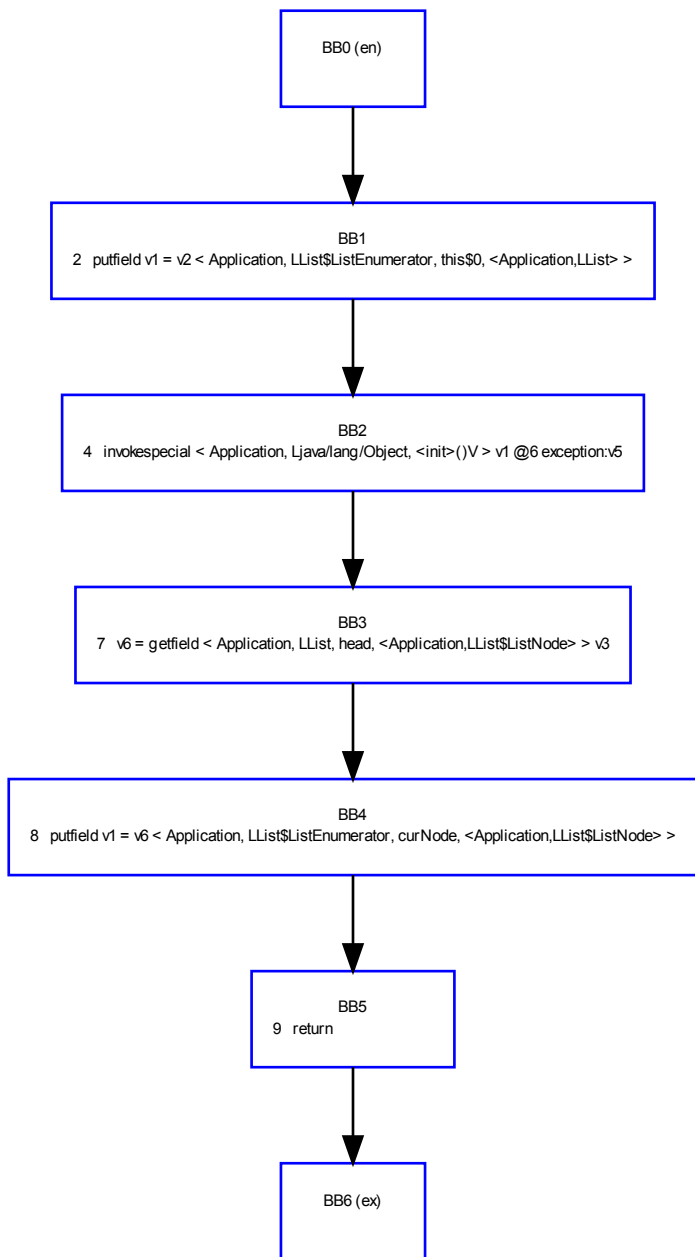 BB0 (en)
BB1
2 putfield v1 = v2 < Application, LList$ListEnumerator, this$0, <Application,LList> >
BB2
4 invokespecial < Application, Ljava/lang/Object, <init>()V > v1 @6 exception:v5
BB3
7 v6 = getfield < Application, LList, head, <Application,LList$ListNode> > v3
BB4
8 putfield v1 = v6 < Application, LList$ListEnumerator, curNode, <Application,LList$ListNode> >
BB5
9 return
BB6 (ex)